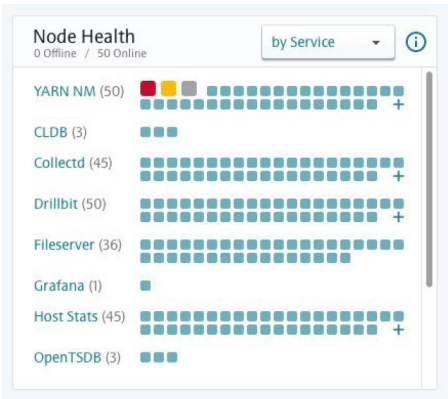 Node Health
0 Offline / 50 Online
by Service
YARN NM (50)
+
CLDB (3)
Collectd (45)
+
Drillbit (50)
+
Fileserver (36)
Grafana (1)
Host Stats (45)
+
OpenTSDB (3)